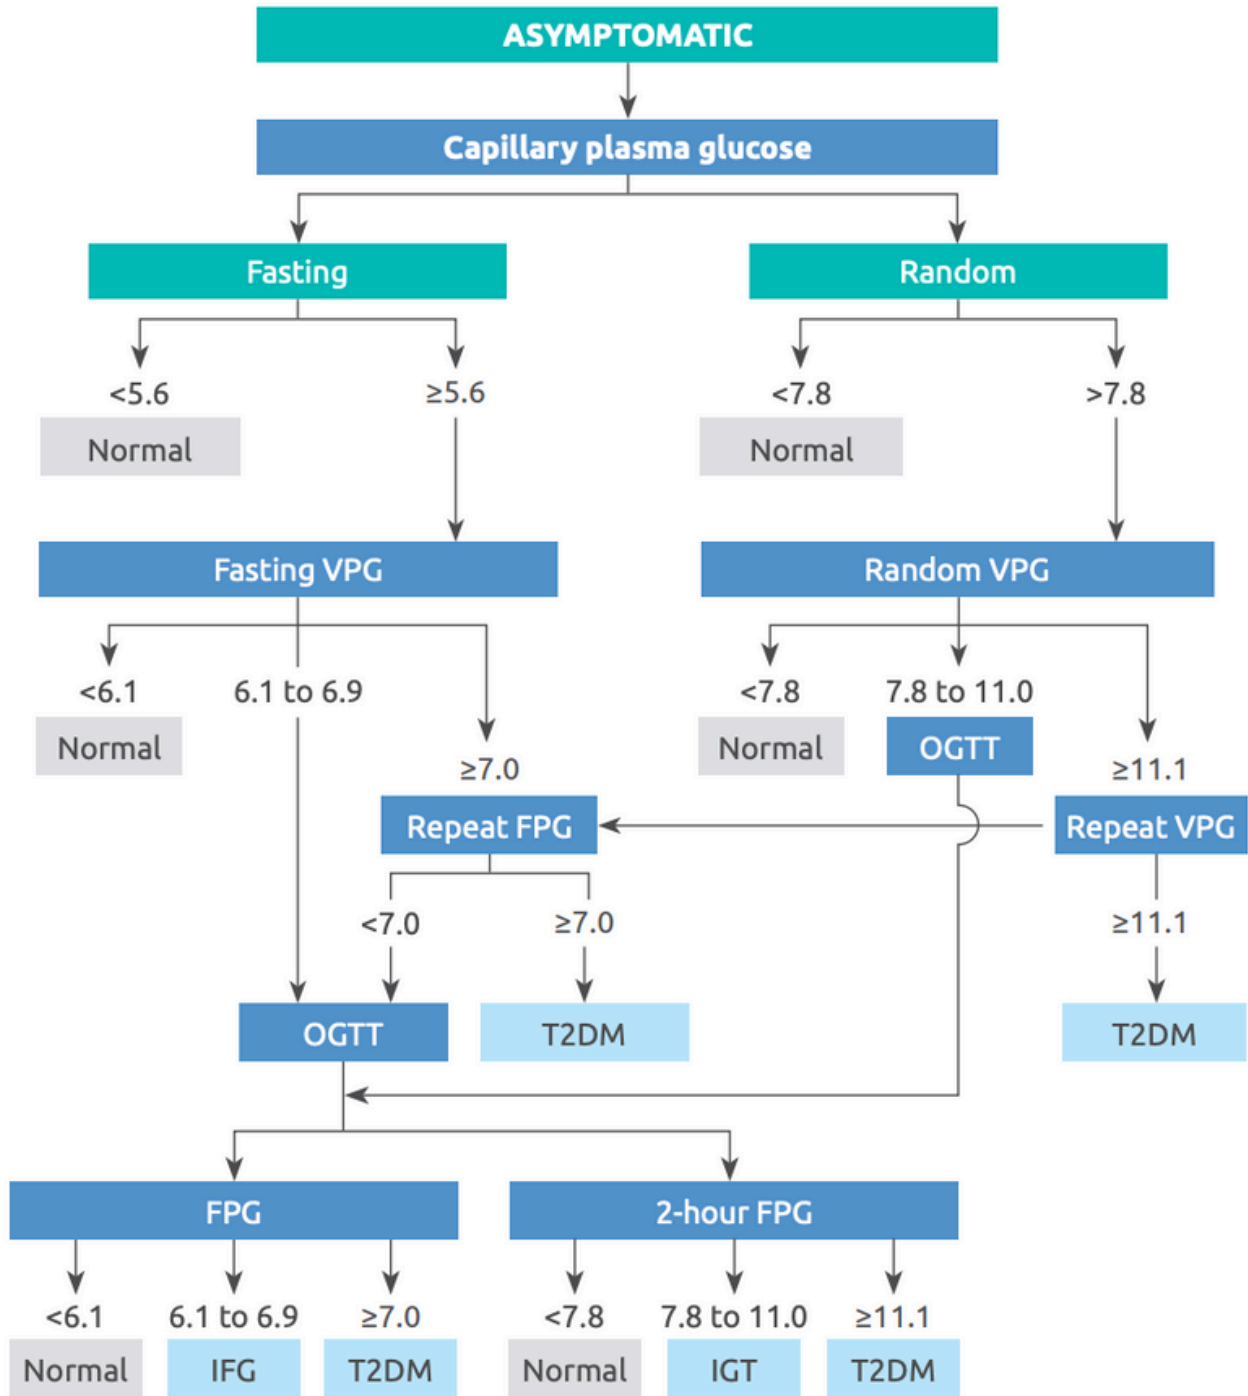 ASYMPTOMATIC
Capillary plasma glucose
Fasting
Random
<5.6
≥5.6
<7.8
>7.8
Normal
Normal
Fasting VPG
Random VPG
<6.1
6.1 to 6.9
<7.8
7.8 to 11.0
Normal
Normal
OGTT
≥7.0
≥11.1
Repeat FPG
Repeat VPG
<7.0
≥7.0
≥11.1
OGTT
T2DM
T2DM
FPG
2-hour FPG
<6.1
6.1 to 6.9
≥7.0
<7.8
7.8 to 11.0
≥11.1
Normal
IFG
T2DM
Normal
IGT
T2DM